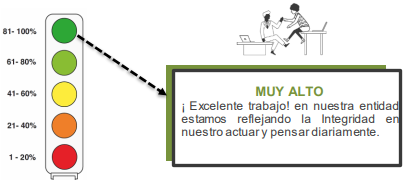 81- 100%
61- 80%
41- 60%
21- 40%
1 - 20%
MUY ALTO
¡ Excelente trabajo! en nuestra entidad
estamos reflejando la Integridad en
nuestro actuar y pensar diariamente.